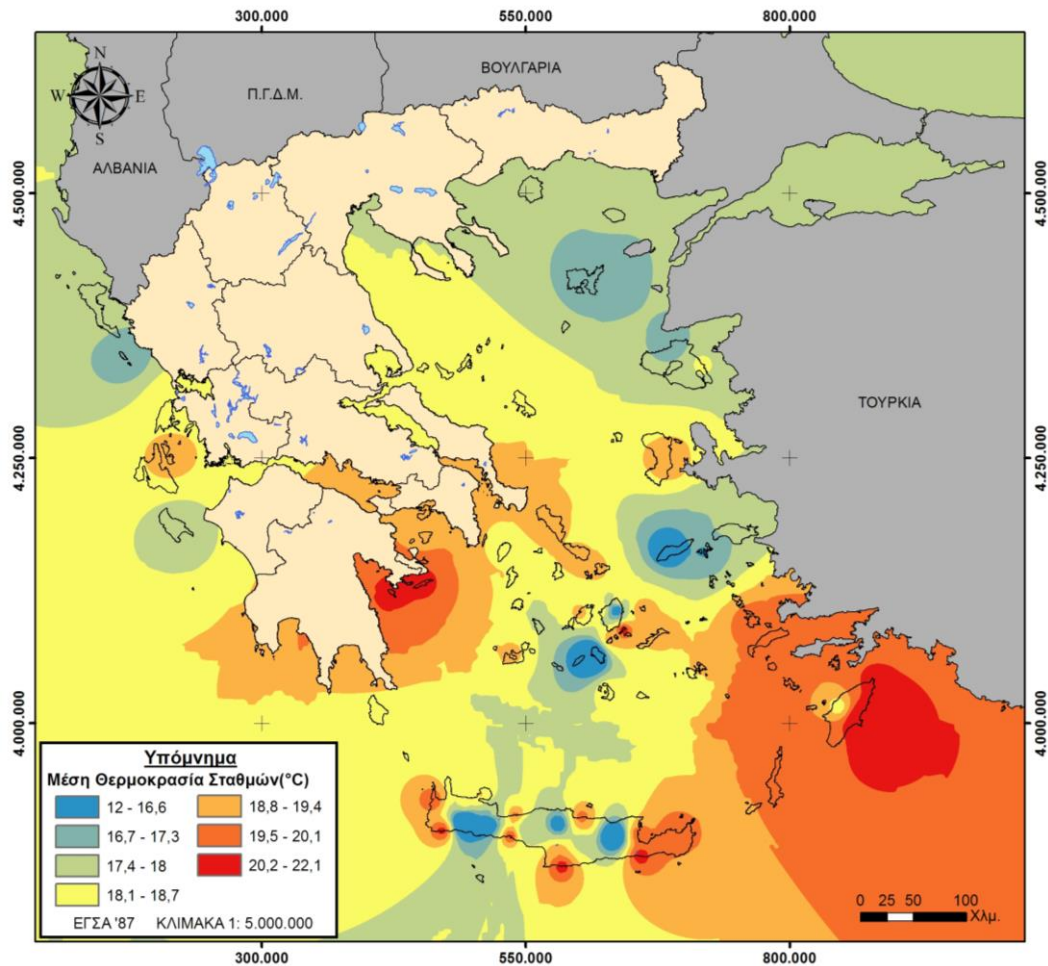 300.000 550.000 800.000
N
W E
S
ΒΟΥΛΓΑΡΙΑ
Π.Γ.Δ.Μ.
ΑΛΒΑΝΙΑ
4.500.000 4.500.000
ΤΟΥΡΚΙΑ
4.250.000 4.250.000
4.000.000 4.000.000
Υπόμνημα
Μέση Θερμοκρασία Σταθμών(°C)
12 - 16,6 18,8 - 19,4
16,7 - 17,3 19,5 - 20,1
17,4 - 18 20,2 - 22,1
18,1 - 18,7
ΕΓΣΑ '87 ΚΛΙΜΑΚΑ 1: 5.000.000
0 25 50 100
Χλμ.
300.000 550.000 800.000